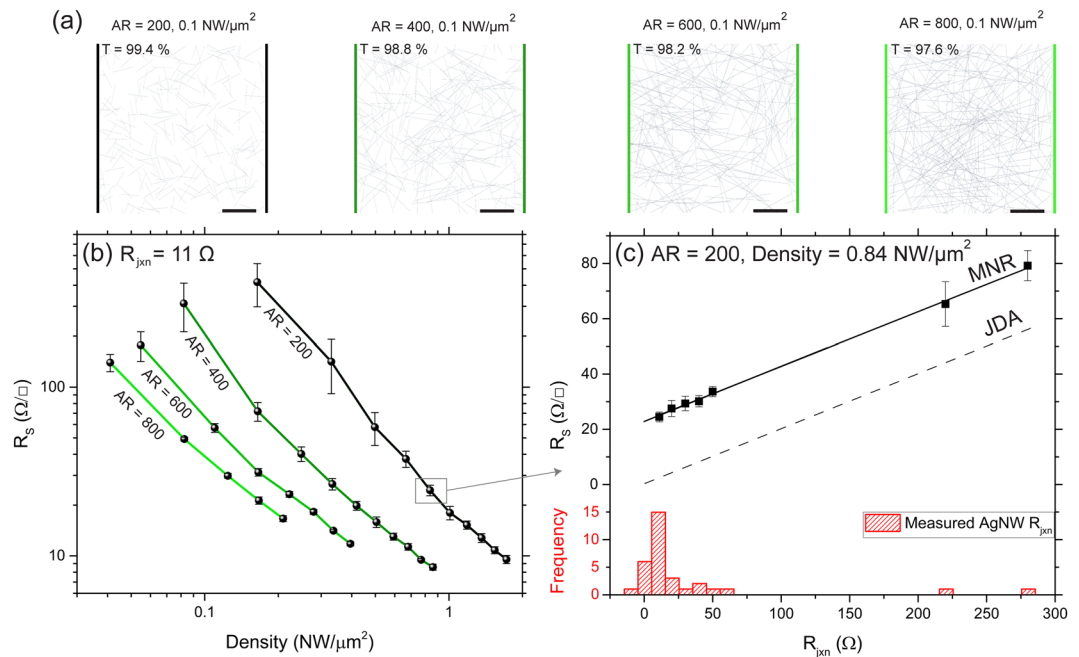 (a)
AR = 200, 0.1 NW/µm²
T = 99.4 %
AR = 400, 0.1 NW/µm²
T = 98.8 %
AR = 600, 0.1 NW/µm²
T = 98.2 %
AR = 800, 0.1 NW/µm²
T = 97.6 %
(b) Rjxn = 11 Ω
AR = 200
AR = 400
AR = 600
AR = 800
100
10
RS (Ω/□)
0.1
1
Density (NW/µm²)
(c) AR = 200, Density = 0.84 NW/µm²
MNR
JDA
80
60
40
20
0
RS (Ω/□)
15
10
5
0
Frequency
Measured AgNW Rjxn
0
50
100
150
200
250
300
Rjxn (Ω)